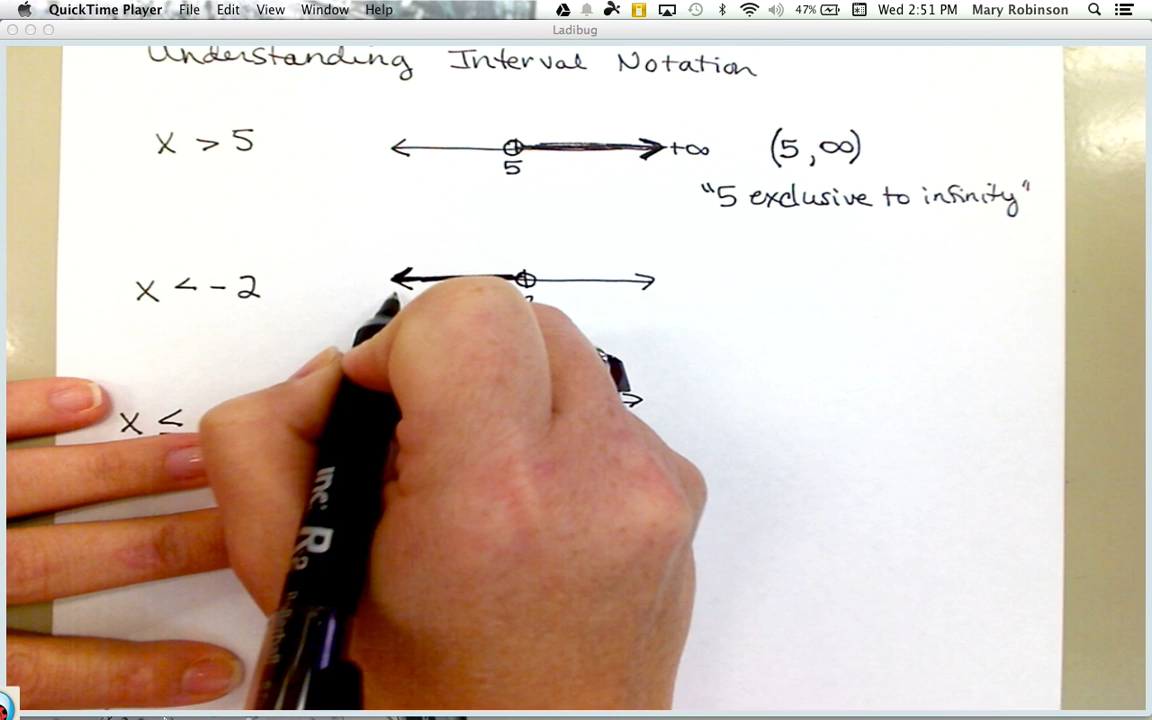 QuickTime Player File Edit View Window Help 47% Wed 2:51 PM Mary Robinson
Ladibug
Understanding Interval Notation
x > 5
5
+∞
(5, ∞)
"5 exclusive to infinity"
x < -2
x ≤